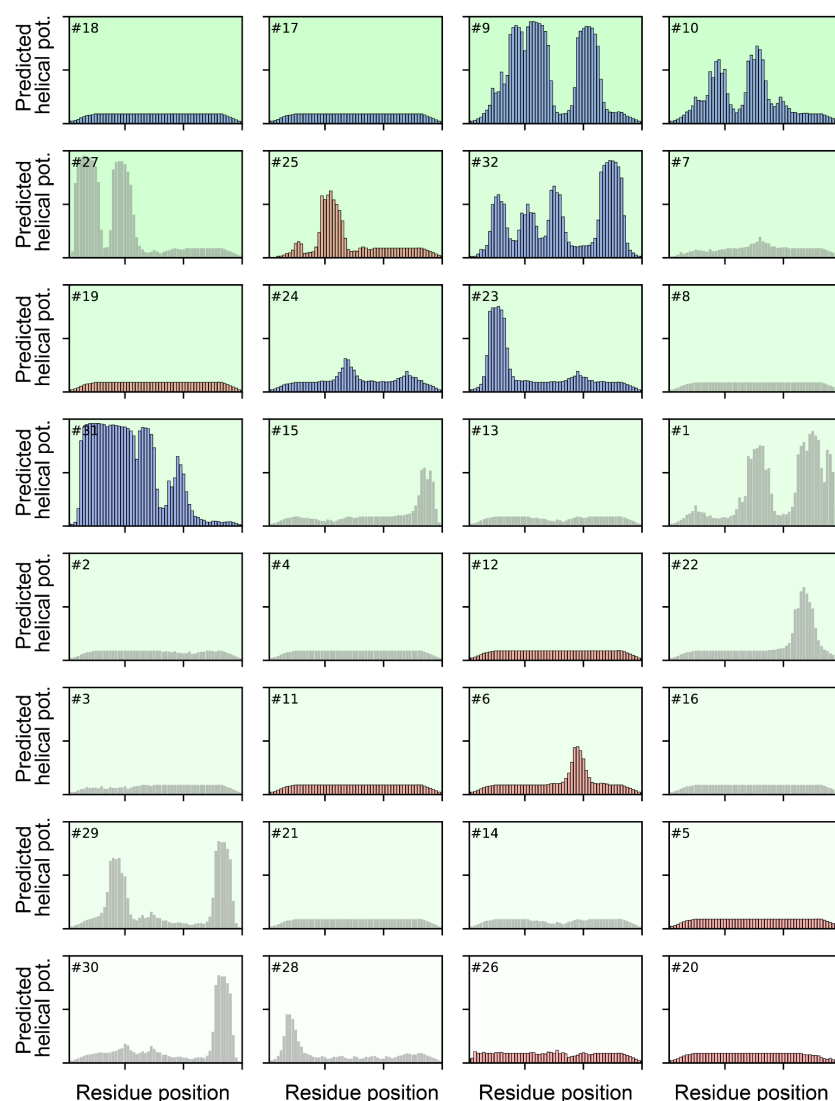 Predicted
helical pot.
#18
#17
#9
#10
Predicted
helical pot.
#27
#25
#32
#7
Predicted
helical pot.
#19
#24
#23
#8
Predicted
helical pot.
#31
#15
#13
#1
Predicted
helical pot.
#2
#4
#12
#22
Predicted
helical pot.
#3
#11
#6
#16
Predicted
helical pot.
#29
#21
#14
#5
Predicted
helical pot.
#30
#28
#26
#20
Residue position
Residue position
Residue position
Residue position